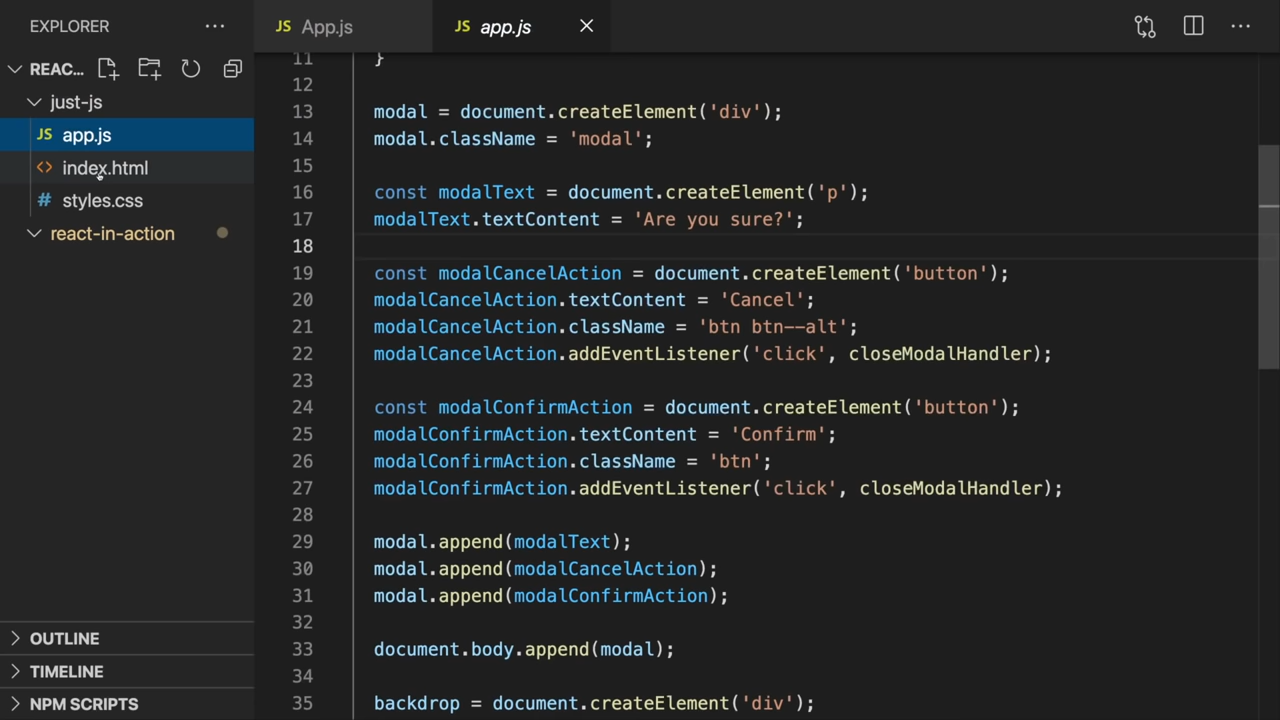 EXPLORER
REAC...
just-js
JS app.js
<> index.html
# styles.css
react-in-action
OUTLINE
TIMELINE
NPM SCRIPTS
JS App.js
JS app.js
11 }
12
13 modal = document.createElement('div');
14 modal.className = 'modal';
15
16 const modalText = document.createElement('p');
17 modalText.textContent = 'Are you sure?';
18
19 const modalCancelAction = document.createElement('button');
20 modalCancelAction.textContent = 'Cancel';
21 modalCancelAction.className = 'btn btn--alt';
22 modalCancelAction.addEventListener('click', closeModalHandler);
23
24 const modalConfirmAction = document.createElement('button');
25 modalConfirmAction.textContent = 'Confirm';
26 modalConfirmAction.className = 'btn';
27 modalConfirmAction.addEventListener('click', closeModalHandler);
28
29 modal.append(modalText);
30 modal.append(modalCancelAction);
31 modal.append(modalConfirmAction);
32
33 document.body.append(modal);
34
35 backdrop = document.createElement('div');